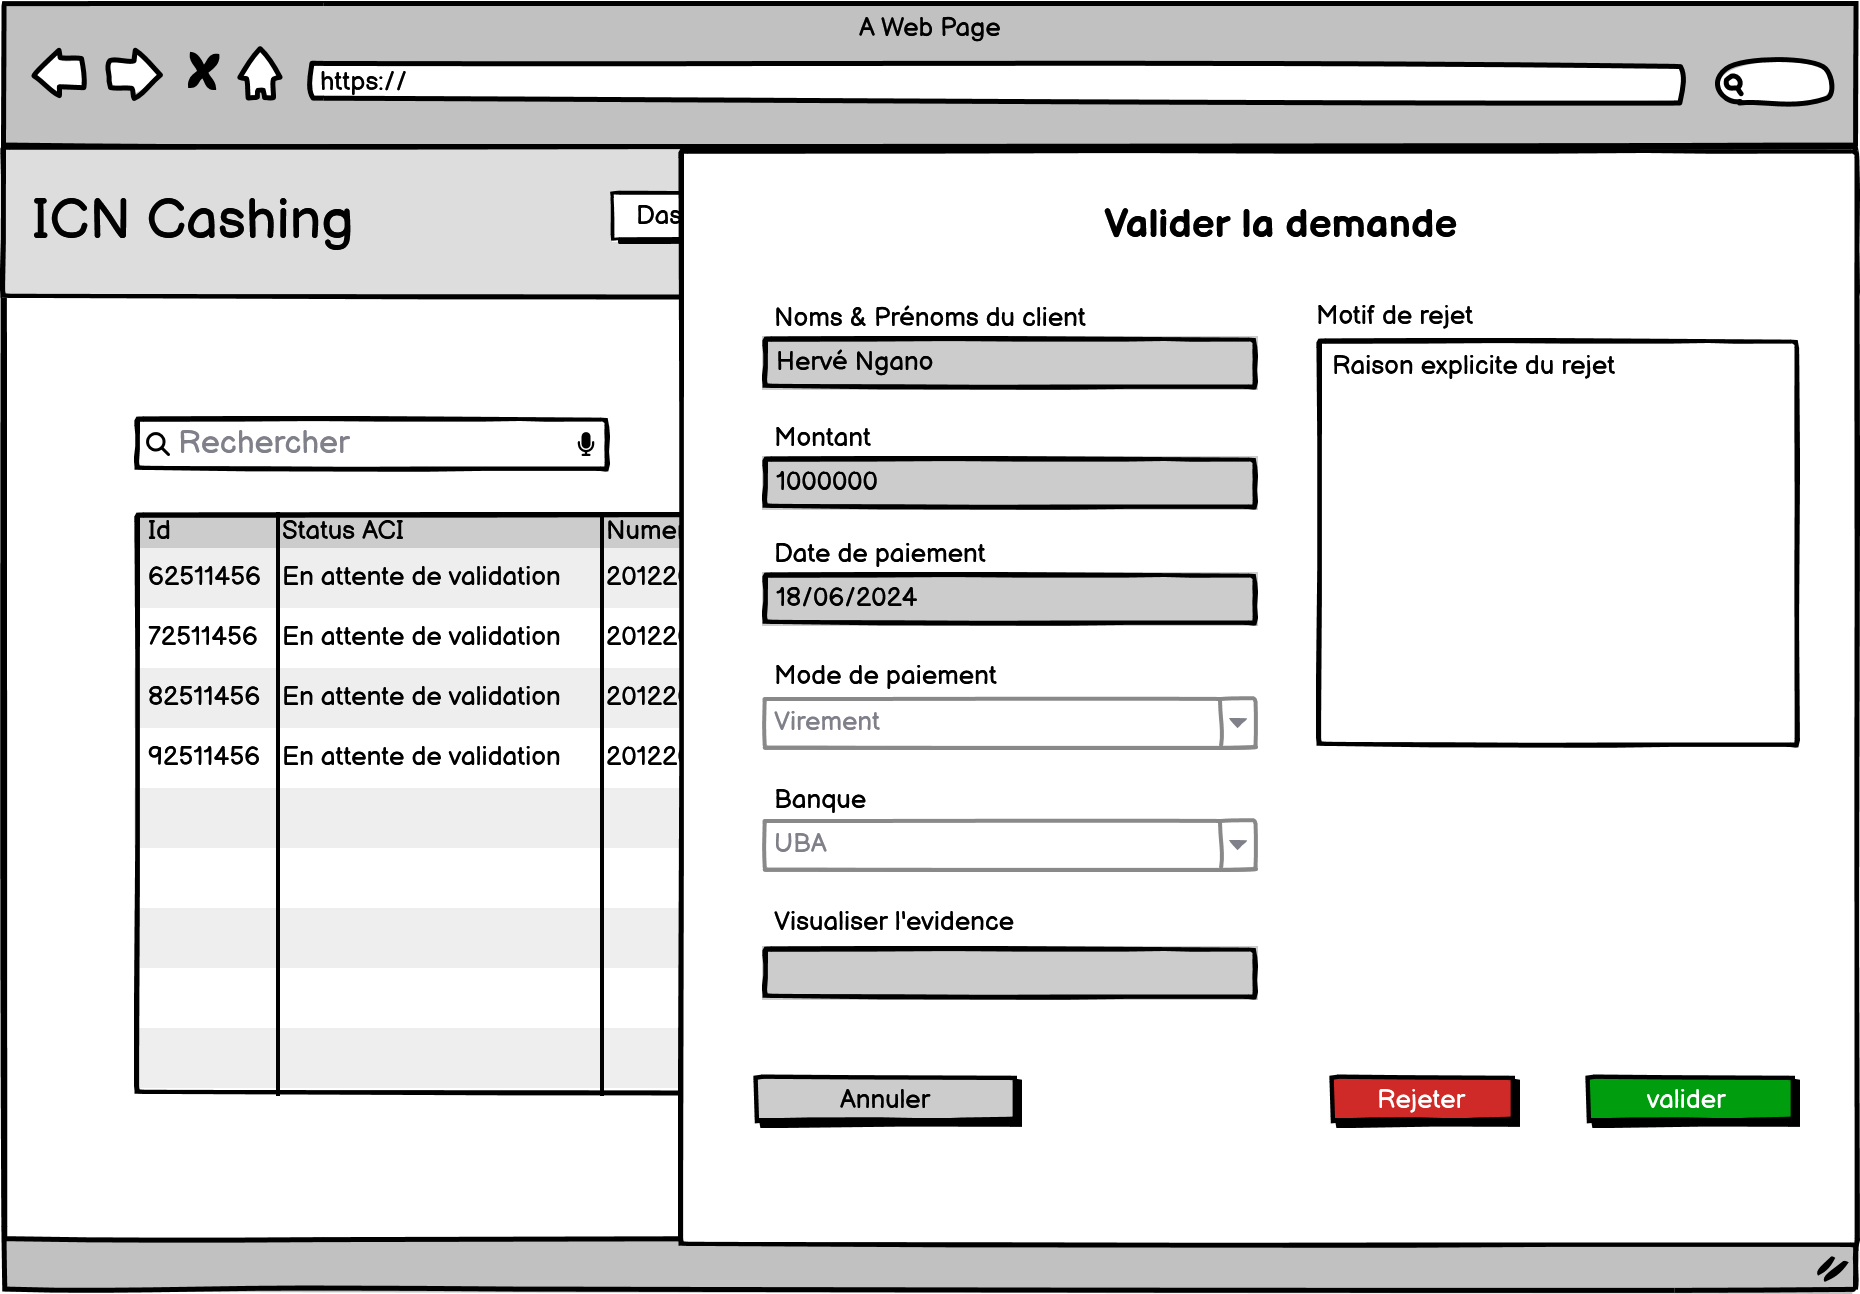 A Web Page
https://
ICN Cashing
Das
Rechercher
Id Status ACI Numer
62511456 En attente de validation 20122
72511456 En attente de validation 20122
82511456 En attente de validation 20122
92511456 En attente de validation 20122
Valider la demande
Noms & Prénoms du client
Hervé Ngano
Montant
1000000
Date de paiement
18/06/2024
Mode de paiement
Virement
Banque
UBA
Visualiser l'evidence
Motif de rejet
Raison explicite du rejet
Annuler
Rejeter
valider